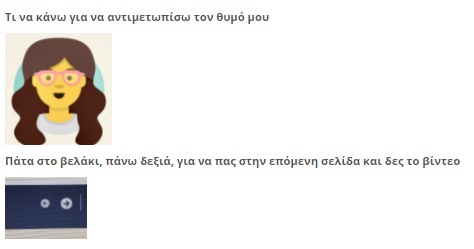 Τι να κάνω για να αντιμετωπίσω τον θυμό μου
Πάτα στο βελάκι, πάνω δεξιά, για να πας στην επόμενη σελίδα και δες το βίντεο